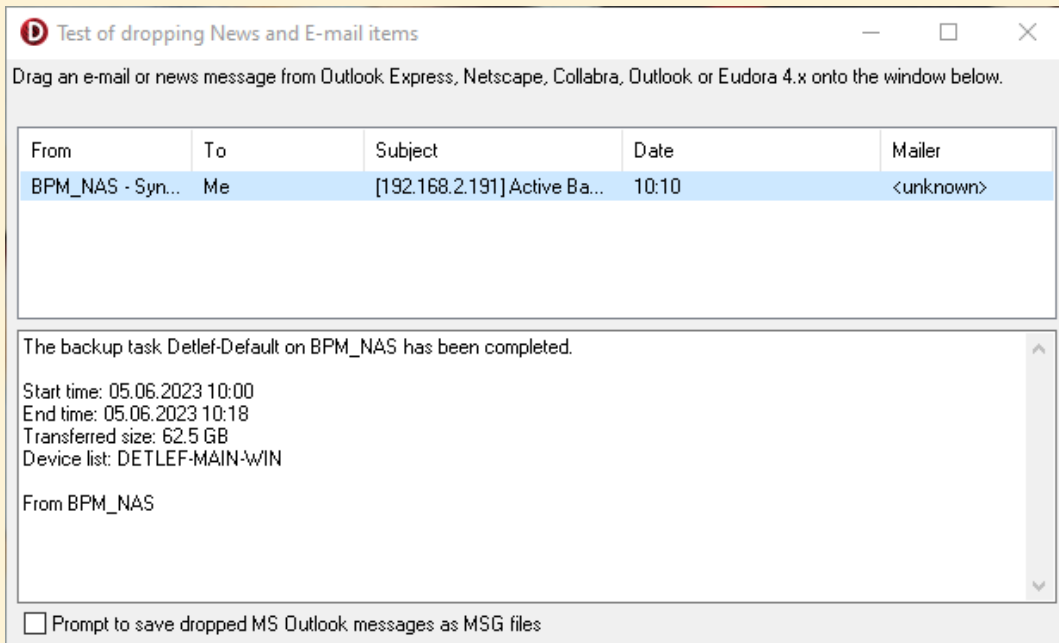 D Test of dropping News and E-mail items
Drag an e-mail or news message from Outlook Express, Netscape, Collabra, Outlook or Eudora 4.x onto the window below.
From To Subject Date Mailer
BPM_NAS - Syn... Me [192.168.2.191] Active Ba... 10:10 <unknown>
The backup task Detlef-Default on BPM_NAS has been completed.
Start time: 05.06.2023 10:00
End time: 05.06.2023 10:18
Transferred size: 62.5 GB
Device list: DETLEF-MAIN-WIN
From BPM_NAS
Prompt to save dropped MS Outlook messages as MSG files